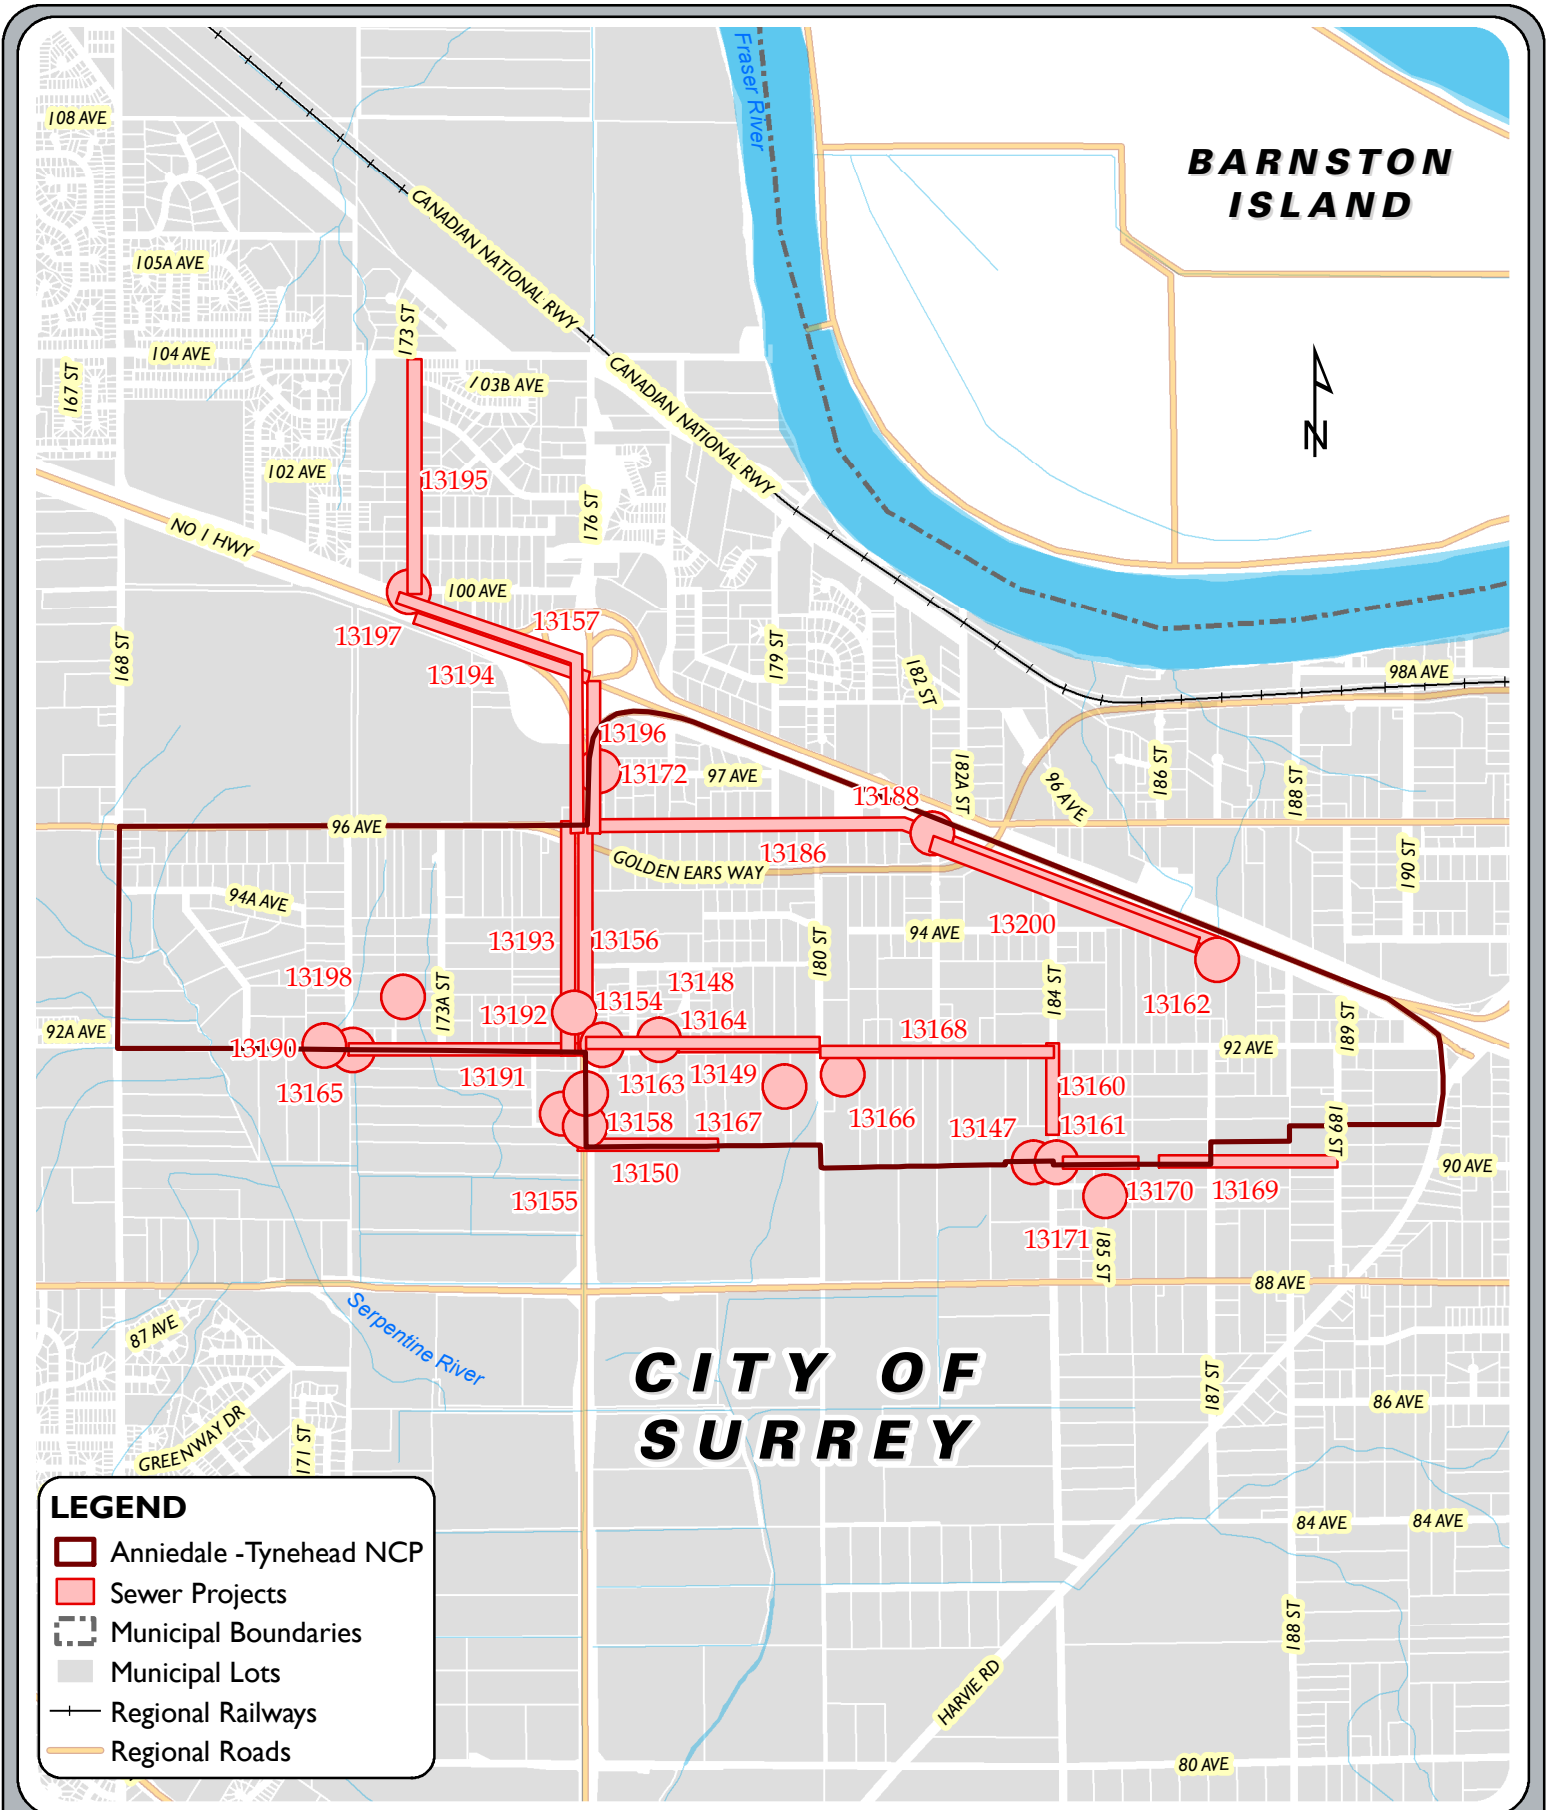 Fraser River
108 AVE
BARNSTON
ISLAND
CANADIAN NATIONAL RWY
105A AVE
173 ST
104 AVE
103B AVE
167 ST
CANADIAN NATIONAL RWY
N
102 AVE
13195
176 ST
NO 1 HWY
100 AVE
13157
13197
13194
168 ST
179 ST
182 ST
98A AVE
13196
13172
97 AVE
13188
182A ST
96 AVE
186 ST
188 ST
96 AVE
13186
GOLDEN EARS WAY
190 ST
94A AVE
13193
13156
180 ST
94 AVE
13200
13198
173A ST
13148
184 ST
13162
13192
13154
13164
13168
189 ST
92A AVE
13190
92 AVE
13165
13191
13163
13149
13160
13158
13167
13166
13147
13161
189 ST
13150
90 AVE
13155
13170
13169
13171
185 ST
88 AVE
Serpentine River
87 AVE
CITY OF
SURREY
187 ST
86 AVE
GREENWAY DR
171 ST
84 AVE
84 AVE
188 ST
HARVIE RD
80 AVE
LEGEND
Anniedale -Tynehead NCP
Sewer Projects
Municipal Boundaries
Municipal Lots
Regional Railways
Regional Roads